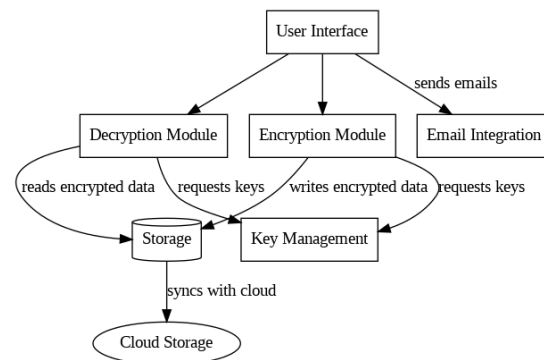 User Interface
sends emails
Decryption Module
Encryption Module
Email Integration
reads encrypted data
requests keys
writes encrypted data
requests keys
Storage
Key Management
syncs with cloud
Cloud Storage